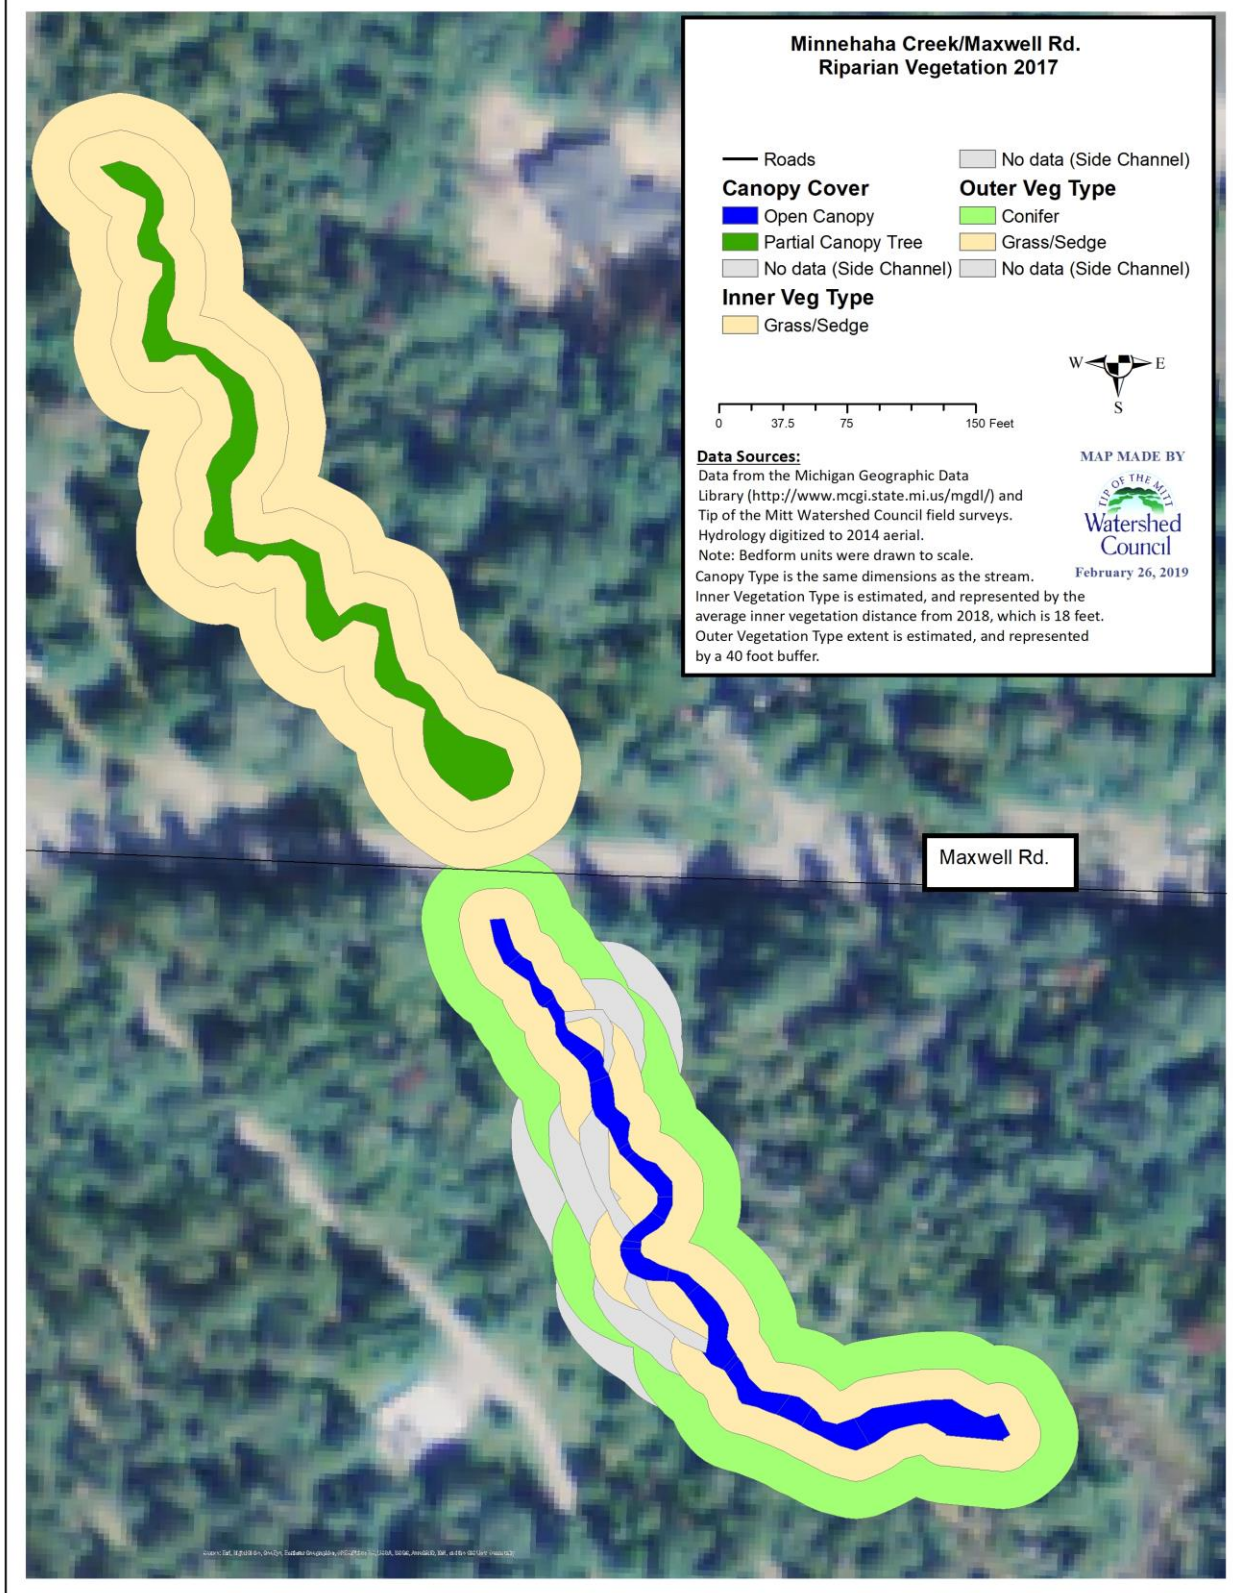 Minnehaha Creek/Maxwell Rd.
Riparian Vegetation 2017
Roads
Canopy Cover
Open Canopy
Partial Canopy Tree
No data (Side Channel)
Inner Veg Type
Grass/Sedge
No data (Side Channel)
Outer Veg Type
Conifer
Grass/Sedge
No data (Side Channel)
W E
S
0 37.5 75 150 Feet
Data Sources:
Data from the Michigan Geographic Data
Library (http://www.mcgi.state.mi.us/mgdl/) and
Tip of the Mitt Watershed Council field surveys.
Hydrology digitized to 2014 aerial.
Note: Bedform units were drawn to scale.
Canopy Type is the same dimensions as the stream.
Inner Vegetation Type is estimated, and represented by the
average inner vegetation distance from 2018, which is 18 feet.
Outer Vegetation Type extent is estimated, and represented
by a 40 foot buffer.
MAP MADE BY
TIP OF THE MITT
Watershed
Council
February 26, 2019
Maxwell Rd.